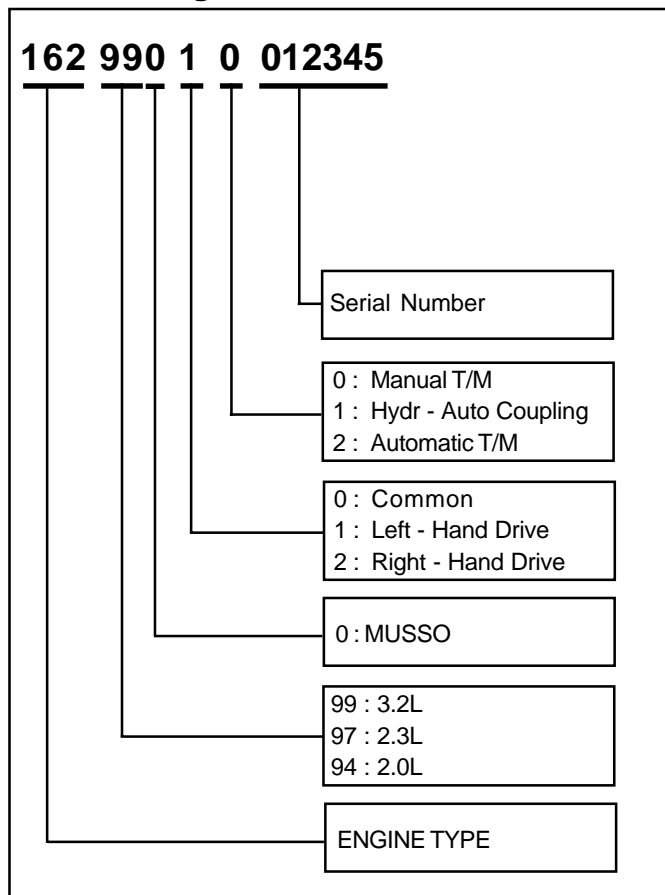 162 990 1 0 012345
Serial Number
0 : Manual T/M
1 : Hydr - Auto Coupling
2 : Automatic T/M
0 : Common
1 : Left - Hand Drive
2 : Right - Hand Drive
0 : MUSSO
99 : 3.2L
97 : 2.3L
94 : 2.0L
ENGINE TYPE